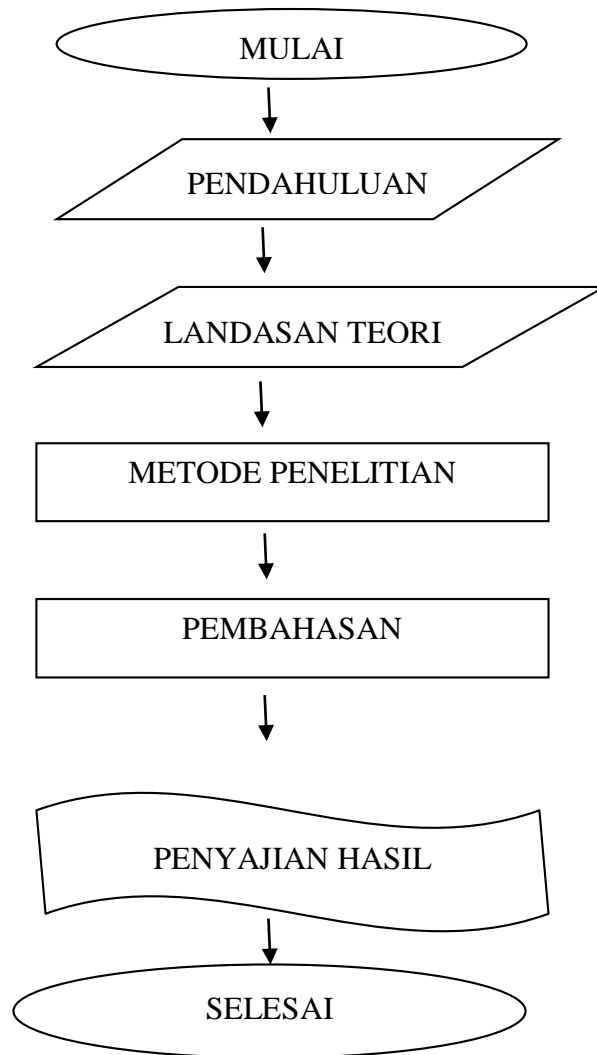 MULAI
PENDAHULUAN
LANDASAN TEORI
METODE PENELITIAN
PEMBAHASAN
PENYAJIAN HASIL
SELESAI